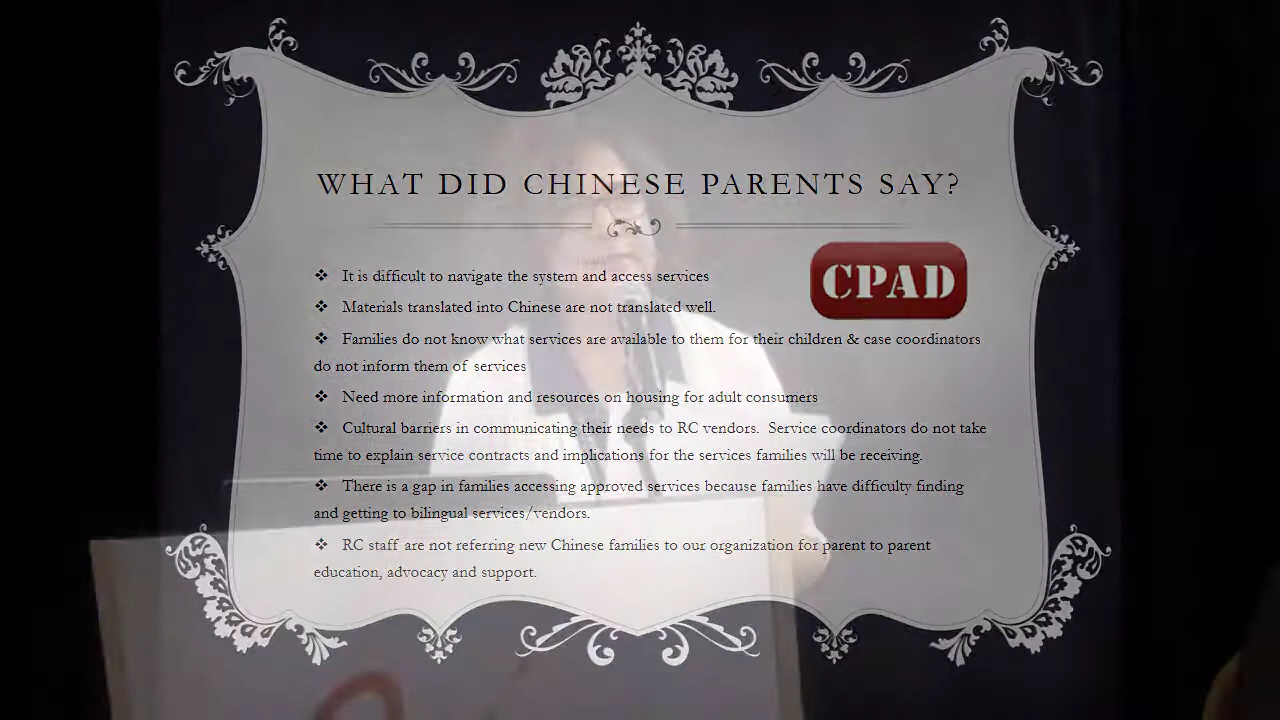 WHAT DID CHINESE PARENTS SAY?
CPAD
❖ It is difficult to navigate the system and access services
❖ Materials translated into Chinese are not translated well.
❖ Families do not know what services are available to them for their children & case coordinators
do not inform them of services
❖ Need more information and resources on housing for adult consumers
❖ Cultural barriers in communicating their needs to RC vendors. Service coordinators do not take
time to explain service contracts and implications for the services families will be receiving.
❖ There is a gap in families accessing approved services because families have difficulty finding
and getting to bilingual services/vendors.
❖ RC staff are not referring new Chinese families to our organization for parent to parent
education, advocacy and support.